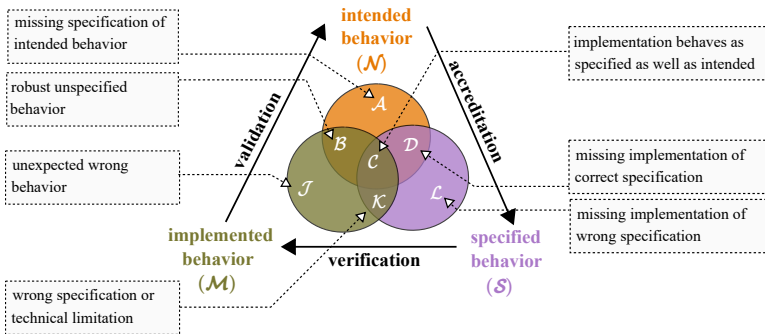 missing specification of
intended behavior
robust unspecified
behavior
unexpected wrong
behavior
wrong specification or
technical limitation
intended
behavior
(𝓝)
validation
accreditation
verification
𝒜
ℬ
𝒞
𝒟
𝒥
𝒦
ℒ
implemented
behavior
(𝓜)
specified
behavior
(𝓢)
implementation behaves as
specified as well as intended
missing implementation of
correct specification
missing implementation of
wrong specification